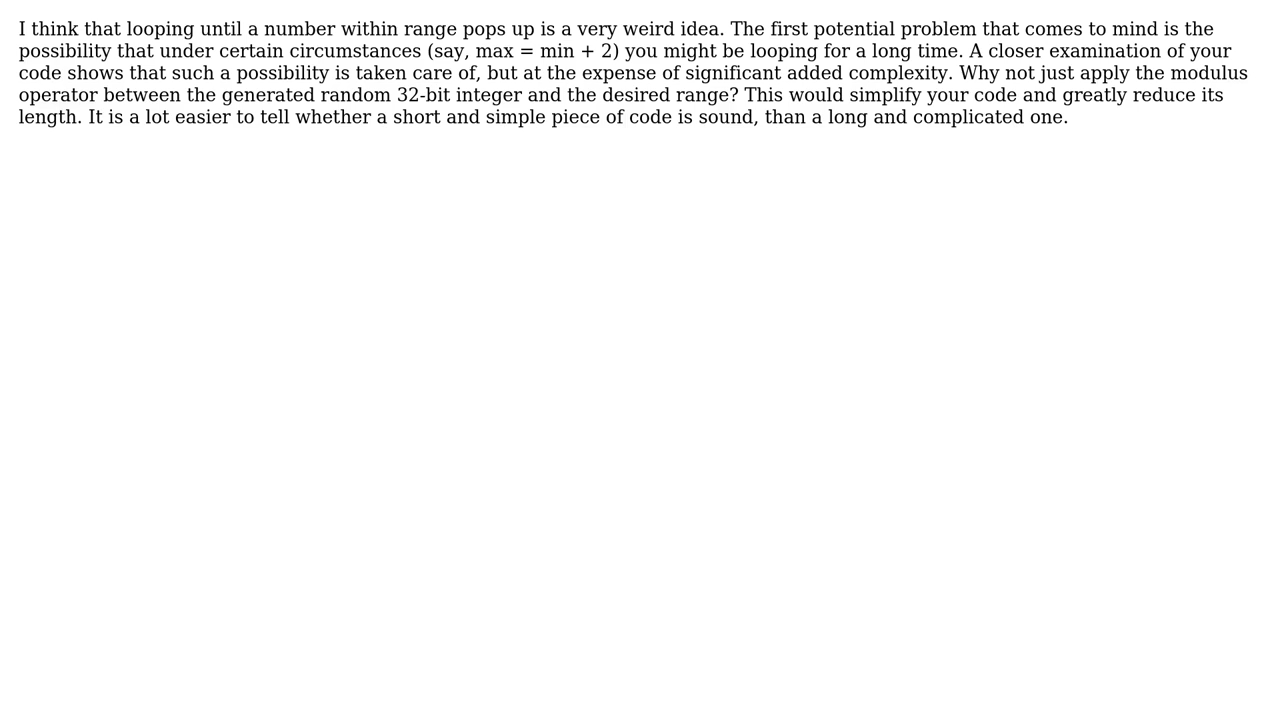 I think that looping until a number within range pops up is a very weird idea. The first potential problem that comes to mind is the
possibility that under certain circumstances (say, max = min + 2) you might be looping for a long time. A closer examination of your
code shows that such a possibility is taken care of, but at the expense of significant added complexity. Why not just apply the modulus
operator between the generated random 32-bit integer and the desired range? This would simplify your code and greatly reduce its
length. It is a lot easier to tell whether a short and simple piece of code is sound, than a long and complicated one.